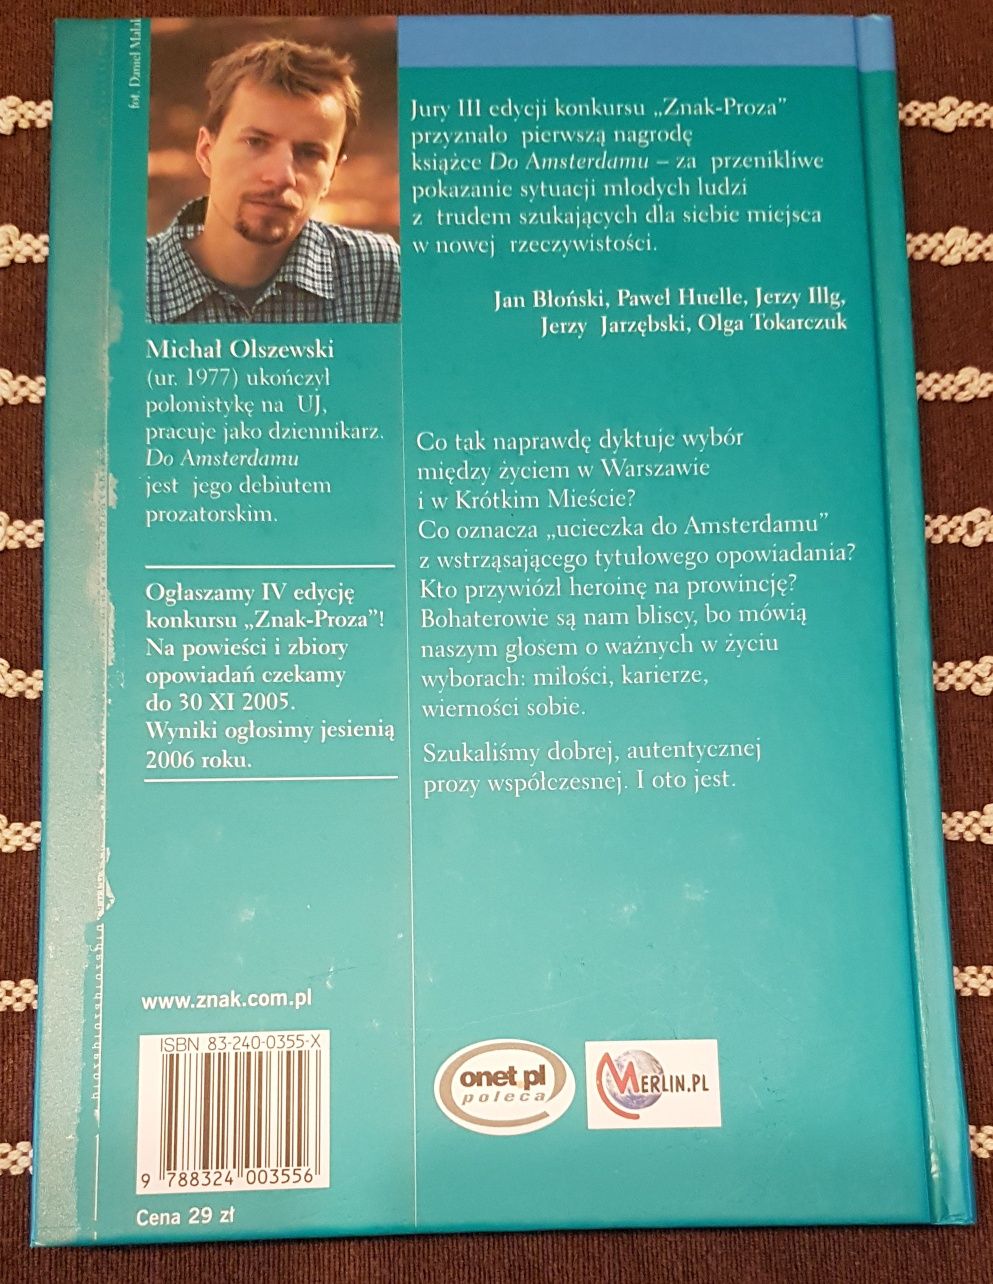 fot. Daniel Malak
Michał Olszewski
(ur. 1977) ukończył
polonistykę na UJ,
pracuje jako dziennikarz.
Do Amsterdamu
jest jego debiutem
prozatorskim.
Ogłaszamy IV edycję
konkursu „Znak-Proza”!
Na powieści i zbiory
opowiadań czekamy
do 30 XI 2005.
Wyniki ogłosimy jesienią
2006 roku.
Jury III edycji konkursu „Znak-Proza”
przyznało pierwszą nagrodę
książce Do Amsterdamu – za przenikliwe
pokazanie sytuacji młodych ludzi
z trudem szukających dla siebie miejsca
w nowej rzeczywistości.
Jan Błoński, Paweł Huelle, Jerzy Illg,
Jerzy Jarzębski, Olga Tokarczuk
Co tak naprawdę dyktuje wybór
między życiem w Warszawie
i w Krótkim Mieście?
Co oznacza „ucieczka do Amsterdamu”
z wstrząsającego tytułowego opowiadania?
Kto przywiózł heroinę na prowincję?
Bohaterowie są nam bliscy, bo mówią
naszym głosem o ważnych w życiu
wyborach: miłości, karierze,
wierności sobie.
Szukaliśmy dobrej, autentycznej
prozy współczesnej. I oto jest.
www.znak.com.pl
ISBN 83-240-0355-X
9 788324 003556
Cena 29 zł
onet pl
poleca
MERLIN.PL